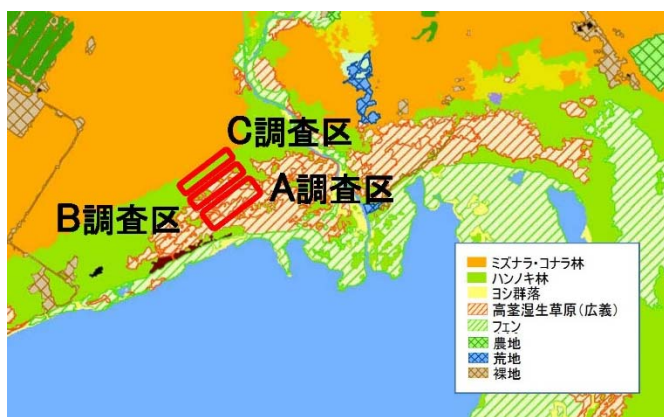 C調査区
A調査区
B調査区
ミズナラ・コナラ林
ハンノキ林
ヨシ群落
高茎湿生草原(広義)
フェン
農地
荒地
裸地